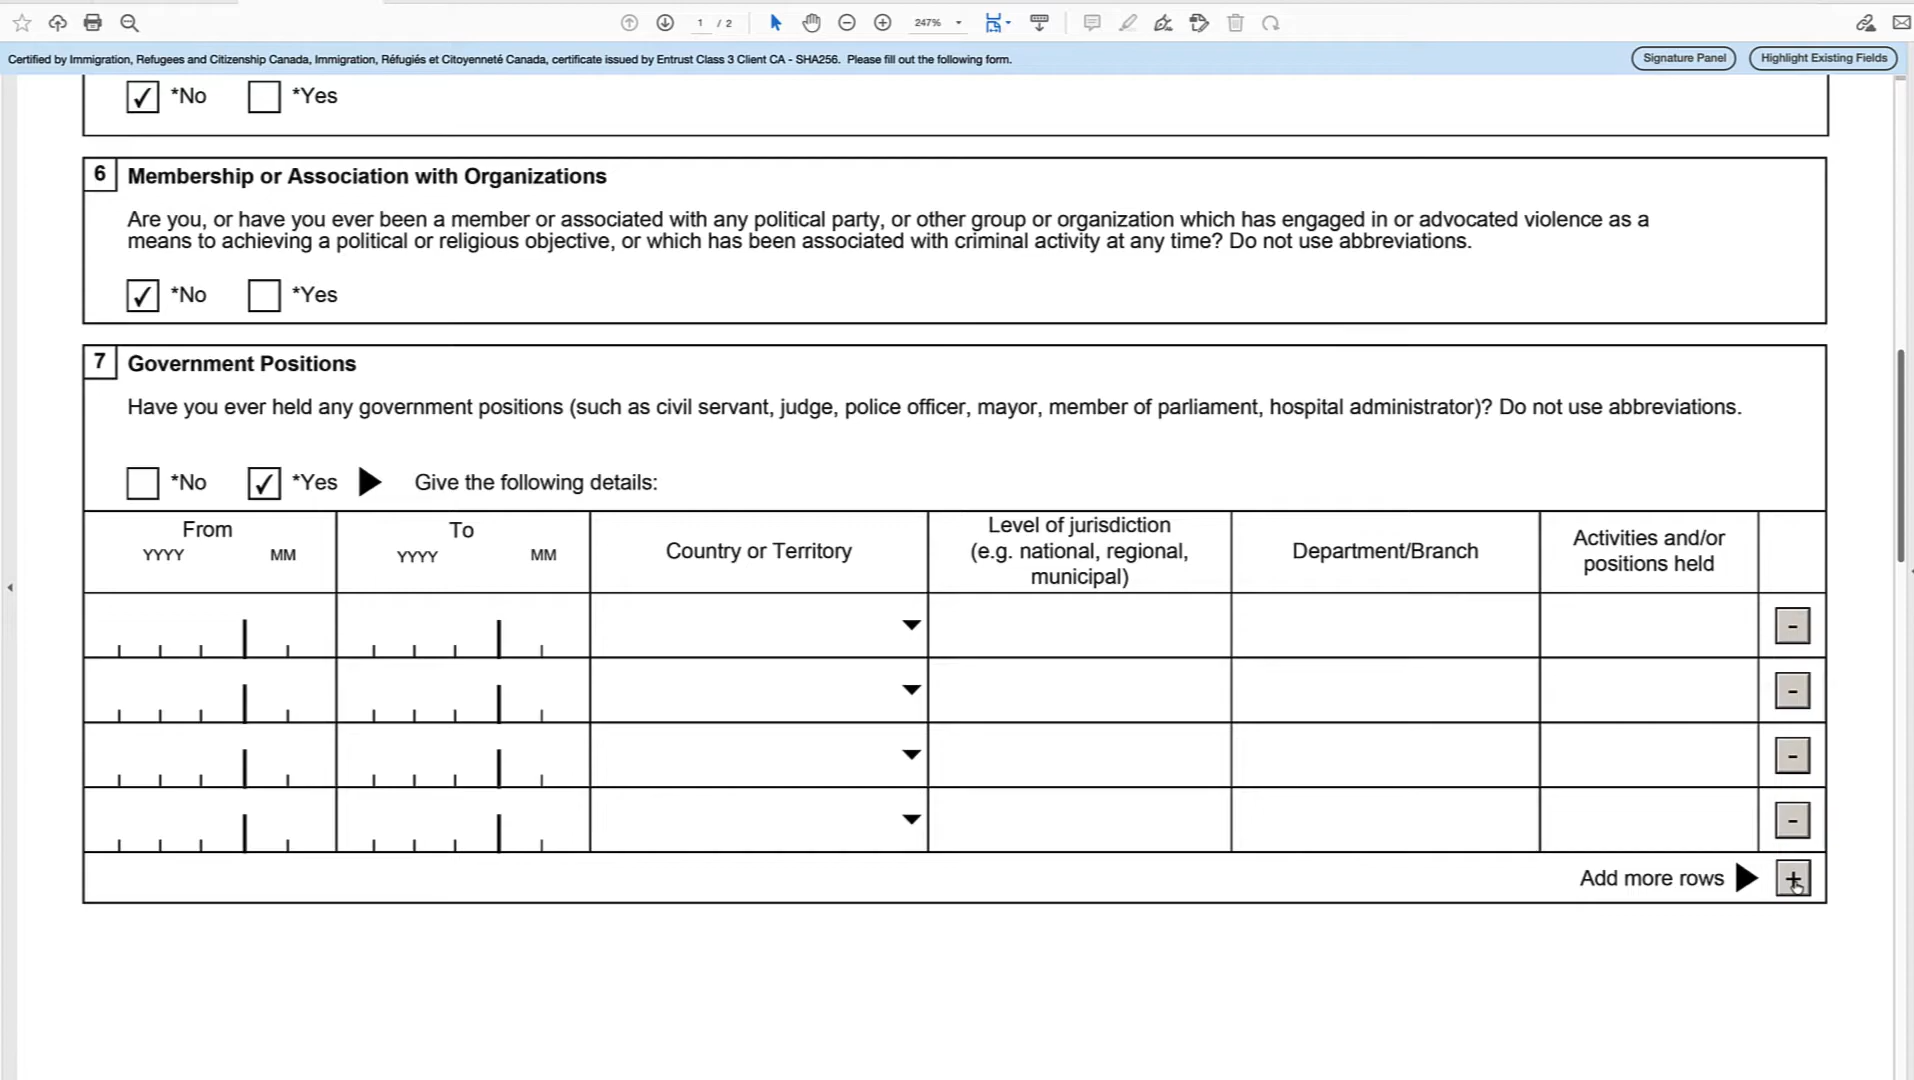 1 / 2
247%
Certified by Immigration, Refugees and Citizenship Canada, Immigration, Réfugiés et Citoyenneté Canada, certificate issued by Entrust Class 3 Client CA - SHA256. Please fill out the following form.
Signature Panel
Highlight Existing Fields
✓ *No *Yes
6 Membership or Association with Organizations
Are you, or have you ever been a member or associated with any political party, or other group or organization which has engaged in or advocated violence as a
means to achieving a political or religious objective, or which has been associated with criminal activity at any time? Do not use abbreviations.
✓ *No *Yes
7 Government Positions
Have you ever held any government positions (such as civil servant, judge, police officer, mayor, member of parliament, hospital administrator)? Do not use abbreviations.
*No ✓ *Yes Give the following details:
From
YYYY MM
To
YYYY MM
Country or Territory
Level of jurisdiction
(e.g. national, regional,
municipal)
Department/Branch
Activities and/or
positions held
-
-
-
-
Add more rows +